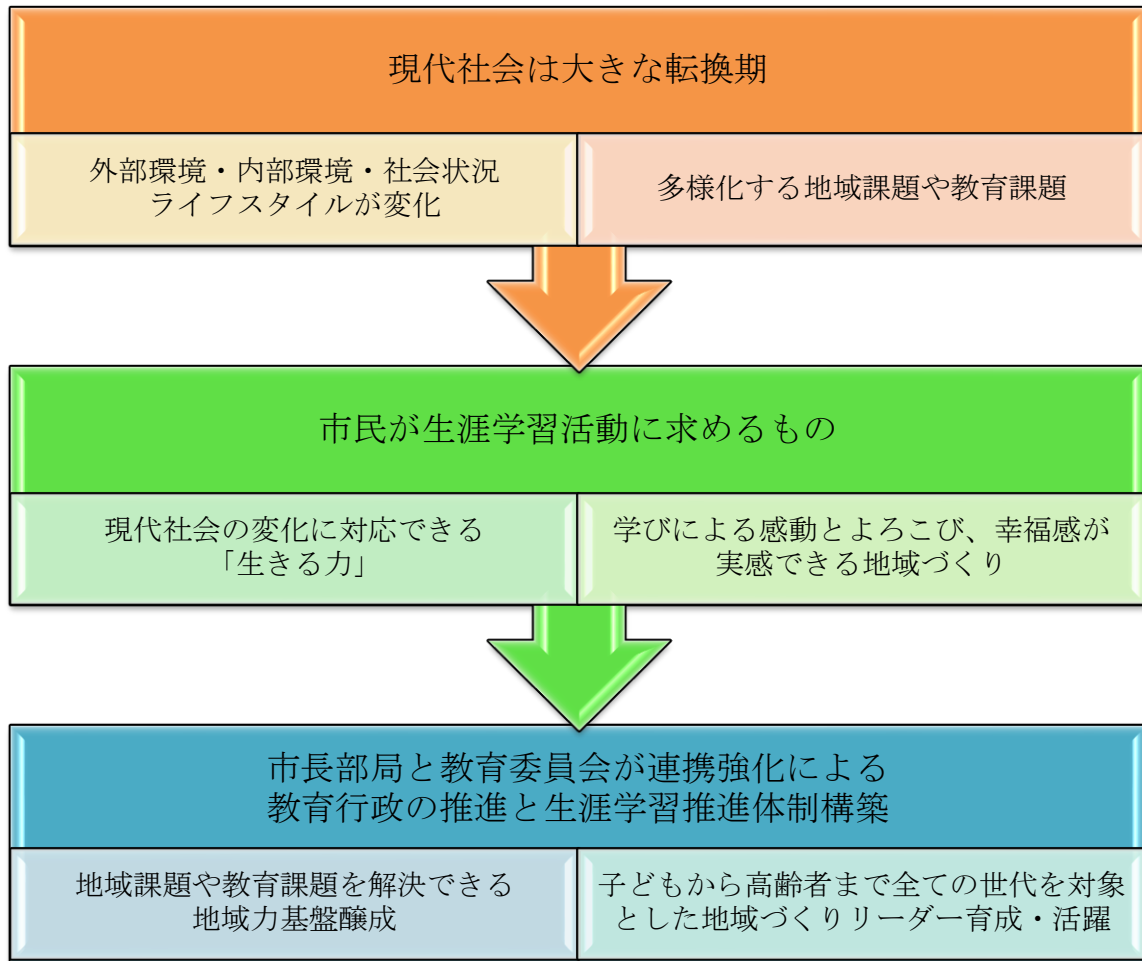 現代社会は大きな転換期
外部環境・内部環境・社会状況
ライフスタイルが変化
多様化する地域課題や教育課題
市民が生涯学習活動に求めるもの
現代社会の変化に対応できる
「生きる力」
学びによる感動とよろこび、幸福感が
実感できる地域づくり
市長部局と教育委員会が連携強化による
教育行政の推進と生涯学習推進体制構築
地域課題や教育課題を解決できる
地域力基盤醸成
子どもから高齢者まで全ての世代を対象
とした地域づくりリーダー育成・活躍